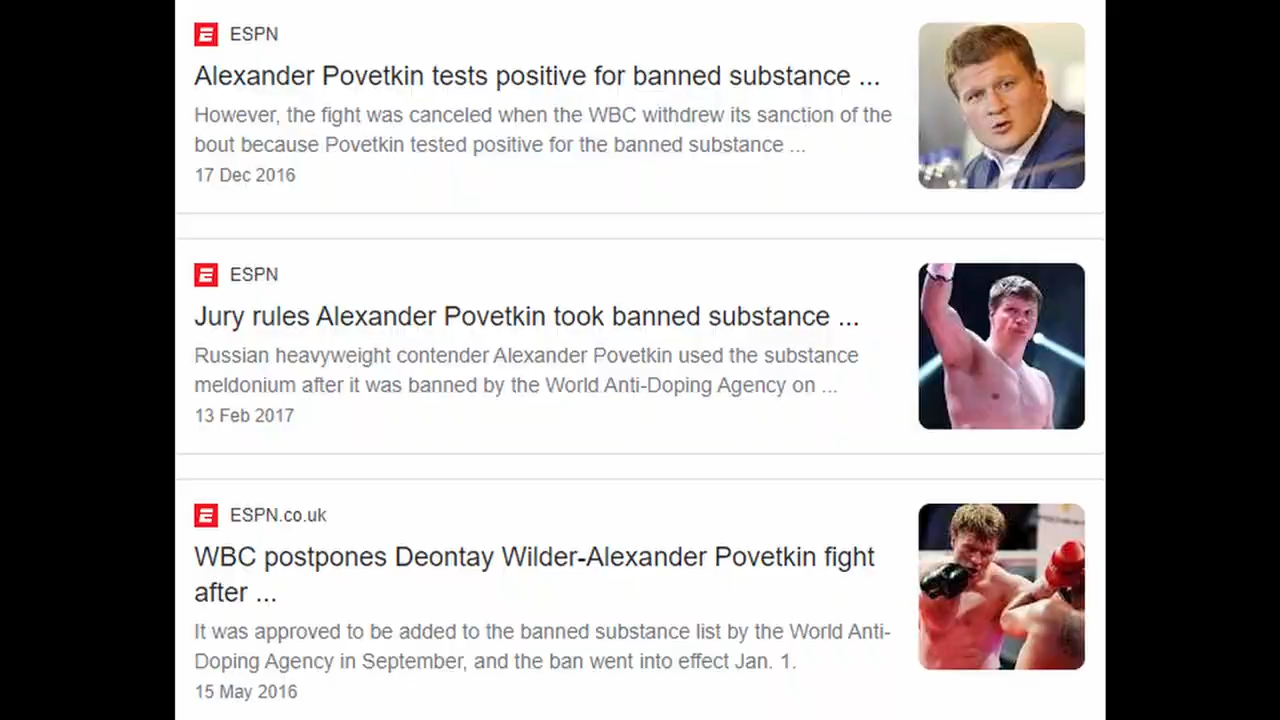 ESPN
Alexander Povetkin tests positive for banned substance ...
However, the fight was canceled when the WBC withdrew its sanction of the
bout because Povetkin tested positive for the banned substance ...
17 Dec 2016
ESPN
Jury rules Alexander Povetkin took banned substance ...
Russian heavyweight contender Alexander Povetkin used the substance
meldonium after it was banned by the World Anti-Doping Agency on ...
13 Feb 2017
ESPN.co.uk
WBC postpones Deontay Wilder-Alexander Povetkin fight
after ...
It was approved to be added to the banned substance list by the World Anti-
Doping Agency in September, and the ban went into effect Jan. 1.
15 May 2016